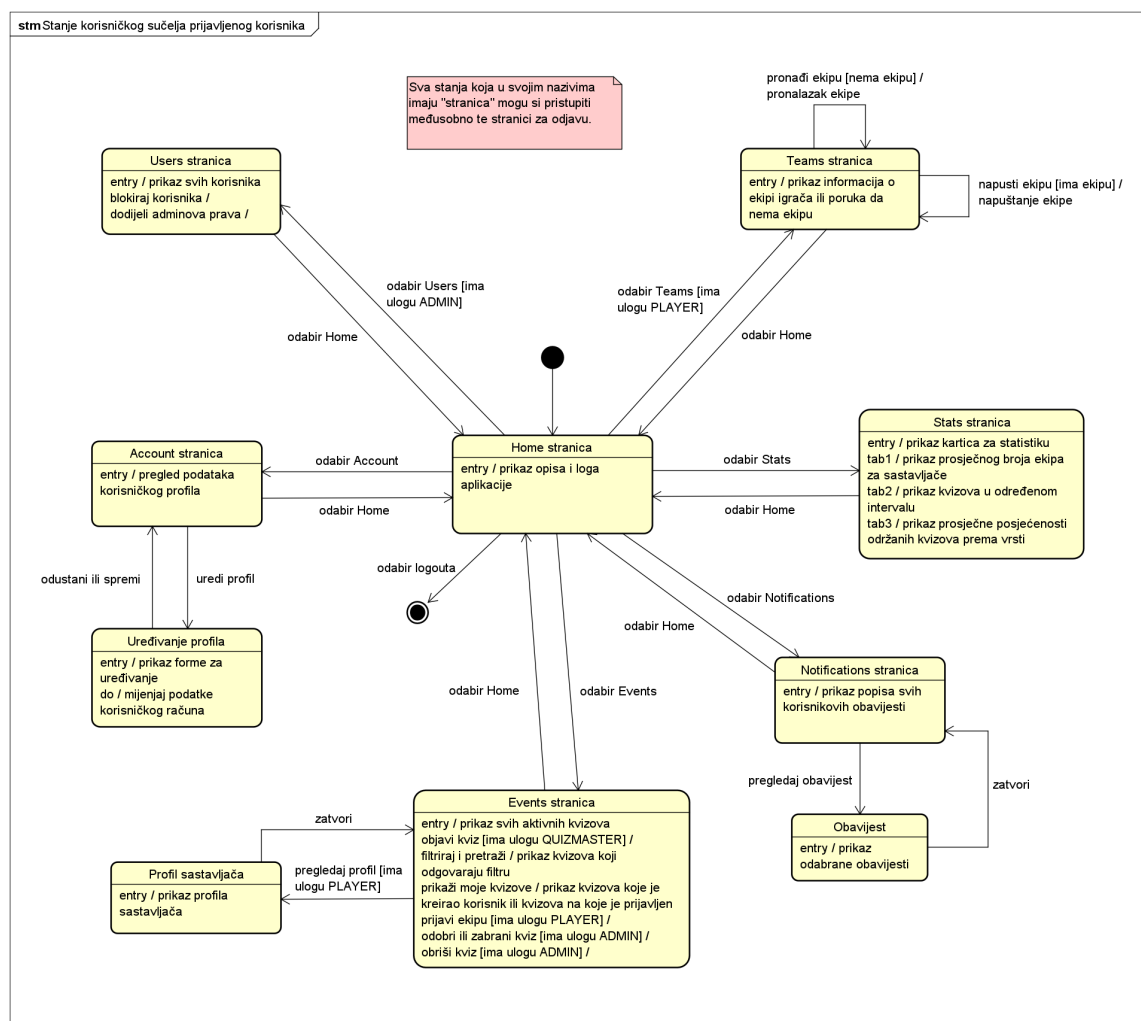 stm Stanje korisničkog sučelja prijavljenog korisnika
Sva stanja koja u svojim nazivima
imaju "stranica" mogu si pristupiti
međusobno te stranici za odjavu.
pronađi ekipu [nema ekipu] /
pronalazak ekipe
Users stranica
entry / prikaz svih korisnika
blokiraj korisnika /
dodijeli adminova prava /
Teams stranica
entry / prikaz informacija o
ekipi igrača ili poruka da
nema ekipu
napusti ekipu [ima ekipu] /
napuštanje ekipe
odabir Users [ima
ulogu ADMIN]
odabir Home
odabir Teams [ima
ulogu PLAYER]
odabir Home
Account stranica
entry / pregled podataka
korisničkog profila
odabir Account
odabir Home
Home stranica
entry / prikaz opisa i loga
aplikacije
odabir Stats
odabir Home
Stats stranica
entry / prikaz kartica za statistiku
tab1 / prikaz prosječnog broja ekipa
za sastavljače
tab2 / prikaz kvizova u određenom
intervalu
tab3 / prikaz prosječne posjećenosti
održanih kvizova prema vrsti
odustani ili spremi
uredi profil
odabir logouta
odabir Notifications
odabir Home
Uređivanje profila
entry / prikaz forme za
uređivanje
do / mijenjaj podatke
korisničkog računa
odabir Home
odabir Events
Notifications stranica
entry / prikaz popisa svih
korisnikovih obavijesti
pregledaj obavijest
zatvori
Obavijest
entry / prikaz
odabrane obavijesti
zatvori
pregledaj profil [ima
ulogu PLAYER]
Profil sastavljača
entry / prikaz profila
sastavljača
Events stranica
entry / prikaz svih aktivnih kvizova
objavi kviz [ima ulogu QUIZMASTER] /
filtriraj i pretraži / prikaz kvizova koji
odgovaraju filtru
prikaži moje kvizove / prikaz kvizova koje je
kreirao korisnik ili kvizova na koje je prijavljen
prijavi ekipu [ima ulogu PLAYER] /
odobri ili zabrani kviz [ima ulogu ADMIN] /
obriši kviz [ima ulogu ADMIN] /